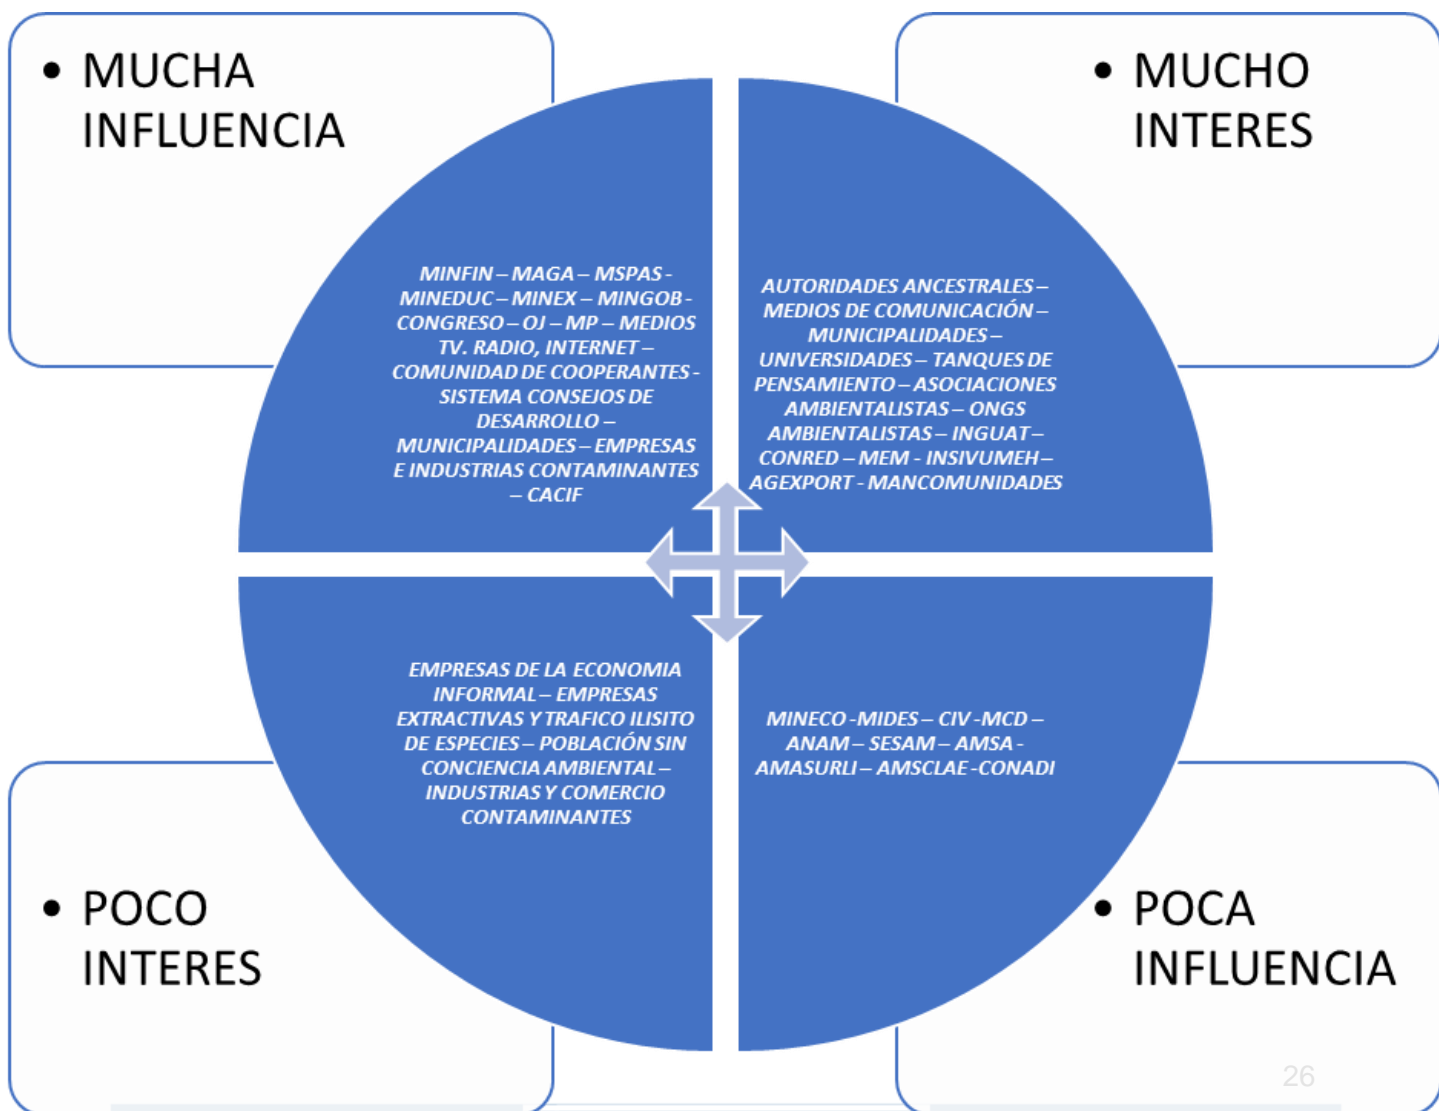 • MUCHA
INFLUENCIA
• MUCHO
INTERES
MINFIN – MAGA – MSPAS -
MINEDUC – MINEX – MINGOB -
CONGRESO – OJ – MP – MEDIOS
TV. RADIO, INTERNET –
COMUNIDAD DE COOPERANTES -
SISTEMA CONSEJOS DE
DESARROLLO –
MUNICIPALIDADES – EMPRESAS
E INDUSTRIAS CONTAMINANTES
– CACIF
AUTORIDADES ANCESTRALES –
MEDIOS DE COMUNICACIÓN –
MUNICIPALIDADES –
UNIVERSIDADES – TANQUES DE
PENSAMIENTO – ASOCIACIONES
AMBIENTALISTAS – ONGS
AMBIENTALISTAS – INGUAT –
CONRED – MEM - INSIVUMEH –
AGEXPORT - MANCOMUNIDADES
EMPRESAS DE LA ECONOMIA
INFORMAL – EMPRESAS
EXTRACTIVAS Y TRAFICO ILISITO
DE ESPECIES – POBLACIÓN SIN
CONCIENCIA AMBIENTAL –
INDUSTRIAS Y COMERCIO
CONTAMINANTES
MINECO -MIDES – CIV -MCD –
ANAM – SESAM – AMSA -
AMASURLI – AMSCLAE -CONADI
• POCO
INTERES
• POCA
INFLUENCIA
26